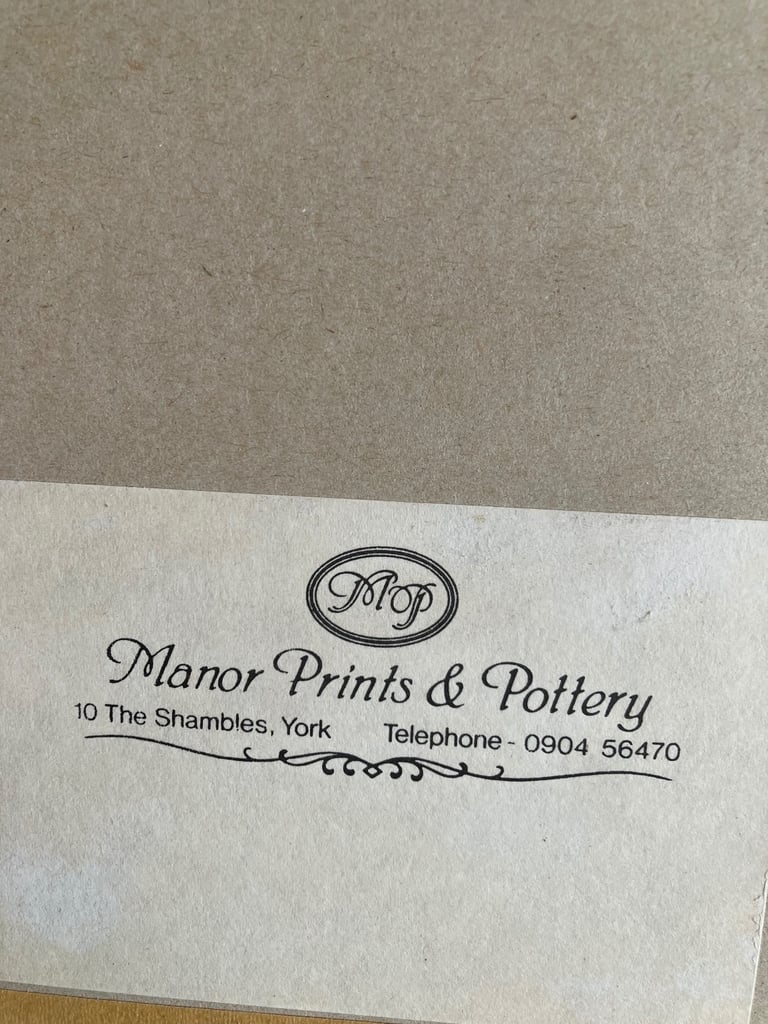 MP
Manor Prints & Pottery
10 The Shambles, York Telephone - 0904 56470